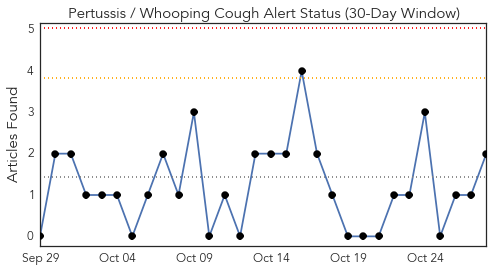 Pertussis / Whooping Cough Alert Status (30-Day Window)
Articles Found
5
4
3
2
1
0
Sep 29 Oct 04 Oct 09 Oct 14 Oct 19 Oct 24